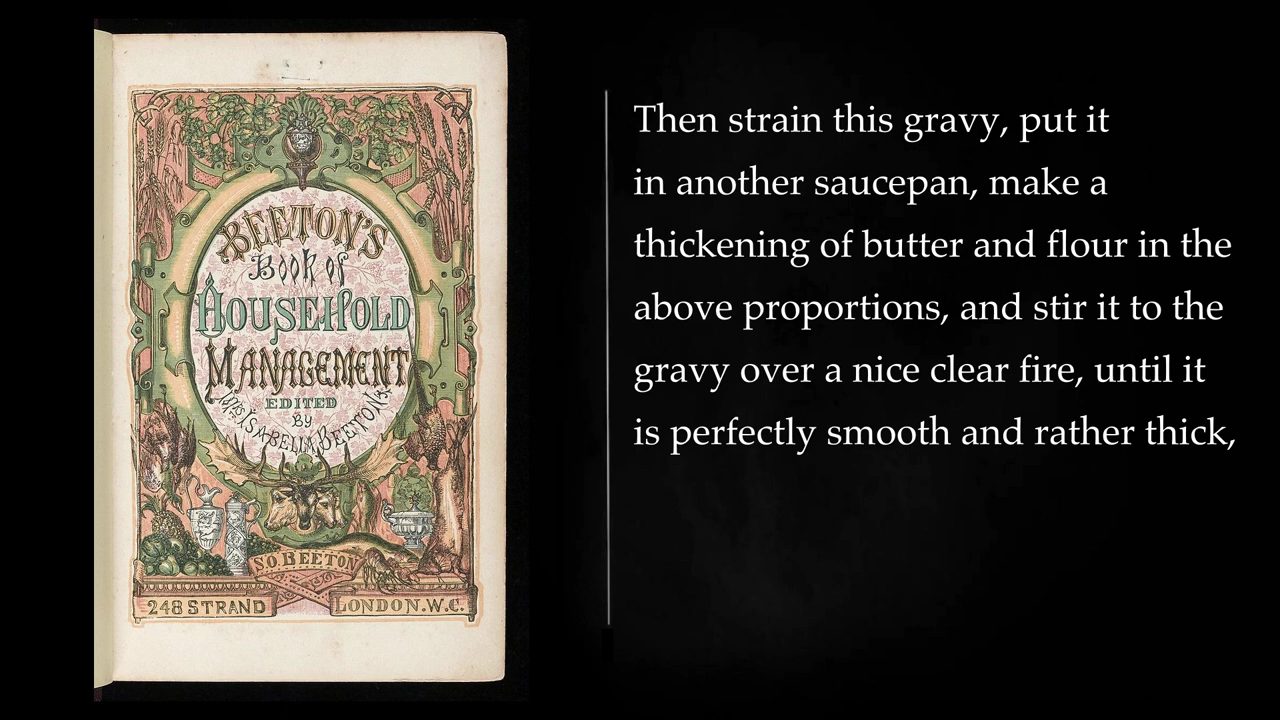 BEETON'S
Book of
HOUSEHOLD
MANAGEMENT
EDITED
BY
MRS ISABELLA BEETON
S.O.BEETON
248 STRAND
LONDON.W.C.
Then strain this gravy, put it
in another saucepan, make a
thickening of butter and flour in the
above proportions, and stir it to the
gravy over a nice clear fire, until it
is perfectly smooth and rather thick,